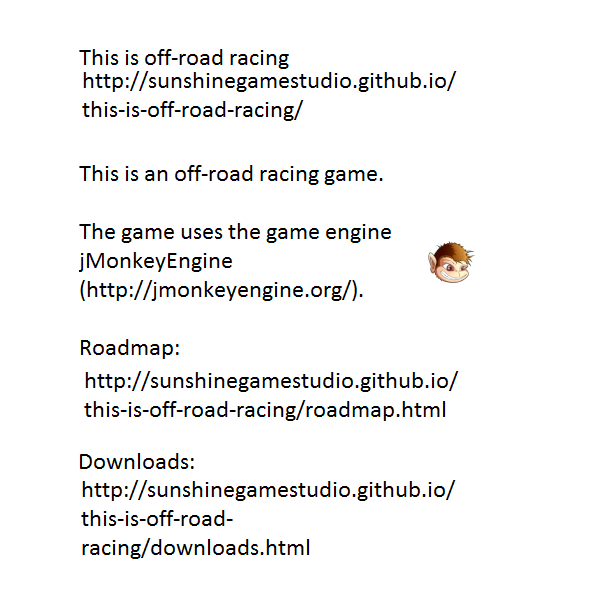 This is off-road racing
http://sunshinegamestudio.github.io/
this-is-off-road-racing/
This is an off-road racing game.
The game uses the game engine
jMonkeyEngine
(http://jmonkeyengine.org/).
Roadmap:
http://sunshinegamestudio.github.io/
this-is-off-road-racing/roadmap.html
Downloads:
http://sunshinegamestudio.github.io/
this-is-off-road-
racing/downloads.html